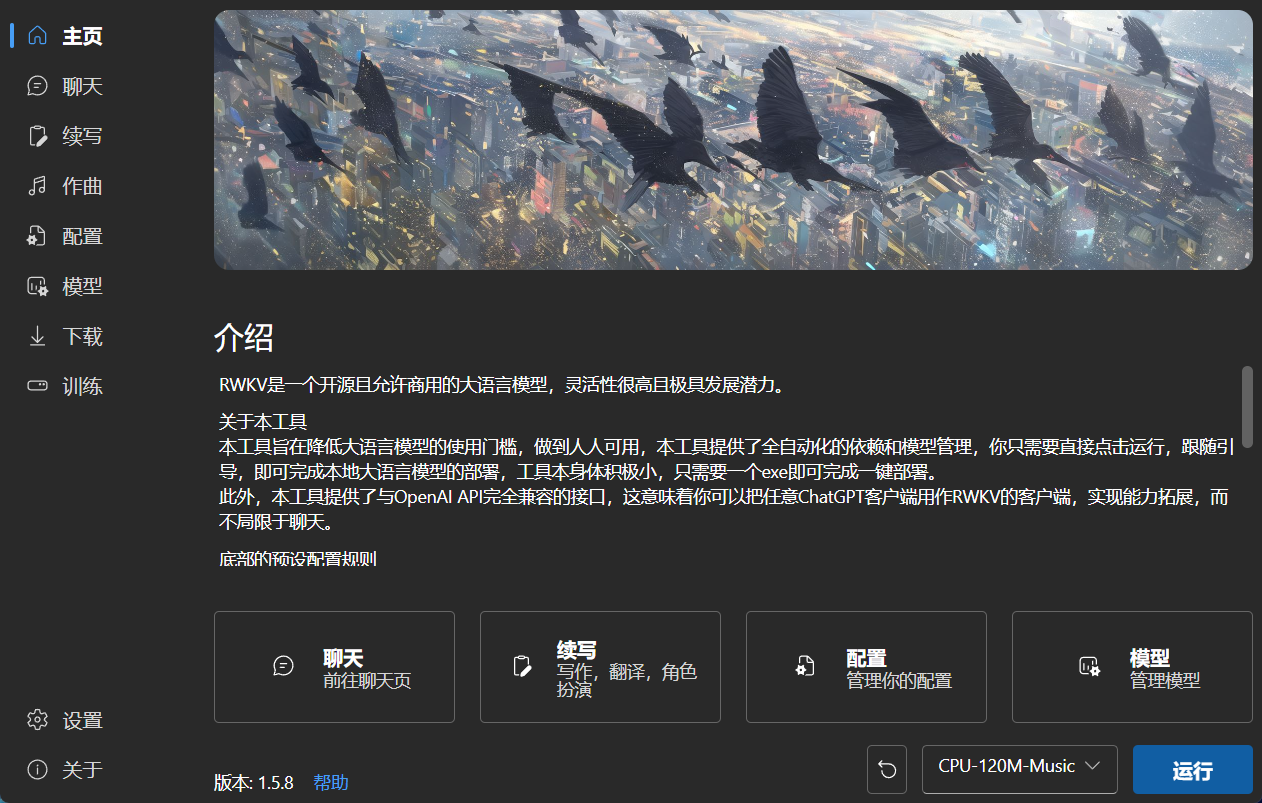 主页
聊天
续写
作曲
配置
模型
下载
训练
设置
关于
介绍
RWKV是一个开源且允许商用的大语言模型，灵活性很高且极具发展潜力。
关于本工具
本工具旨在降低大语言模型的使用门槛，做到人人可用，本工具提供了全自动化的依赖和模型管理，你只需要直接点击运行，跟随引
导，即可完成本地大语言模型的部署，工具本身体积极小，只需要一个exe即可完成一键部署。
此外，本工具提供了与OpenAI API完全兼容的接口，这意味着你可以把任意ChatGPT客户端用作RWKV的客户端，实现能力拓展，而
不局限于聊天。
底部的预设配置规则
聊天
前往聊天页
续写
写作，翻译，角色
扮演
配置
管理你的配置
模型
管理模型
版本: 1.5.8 帮助
CPU-120M-Music
运行